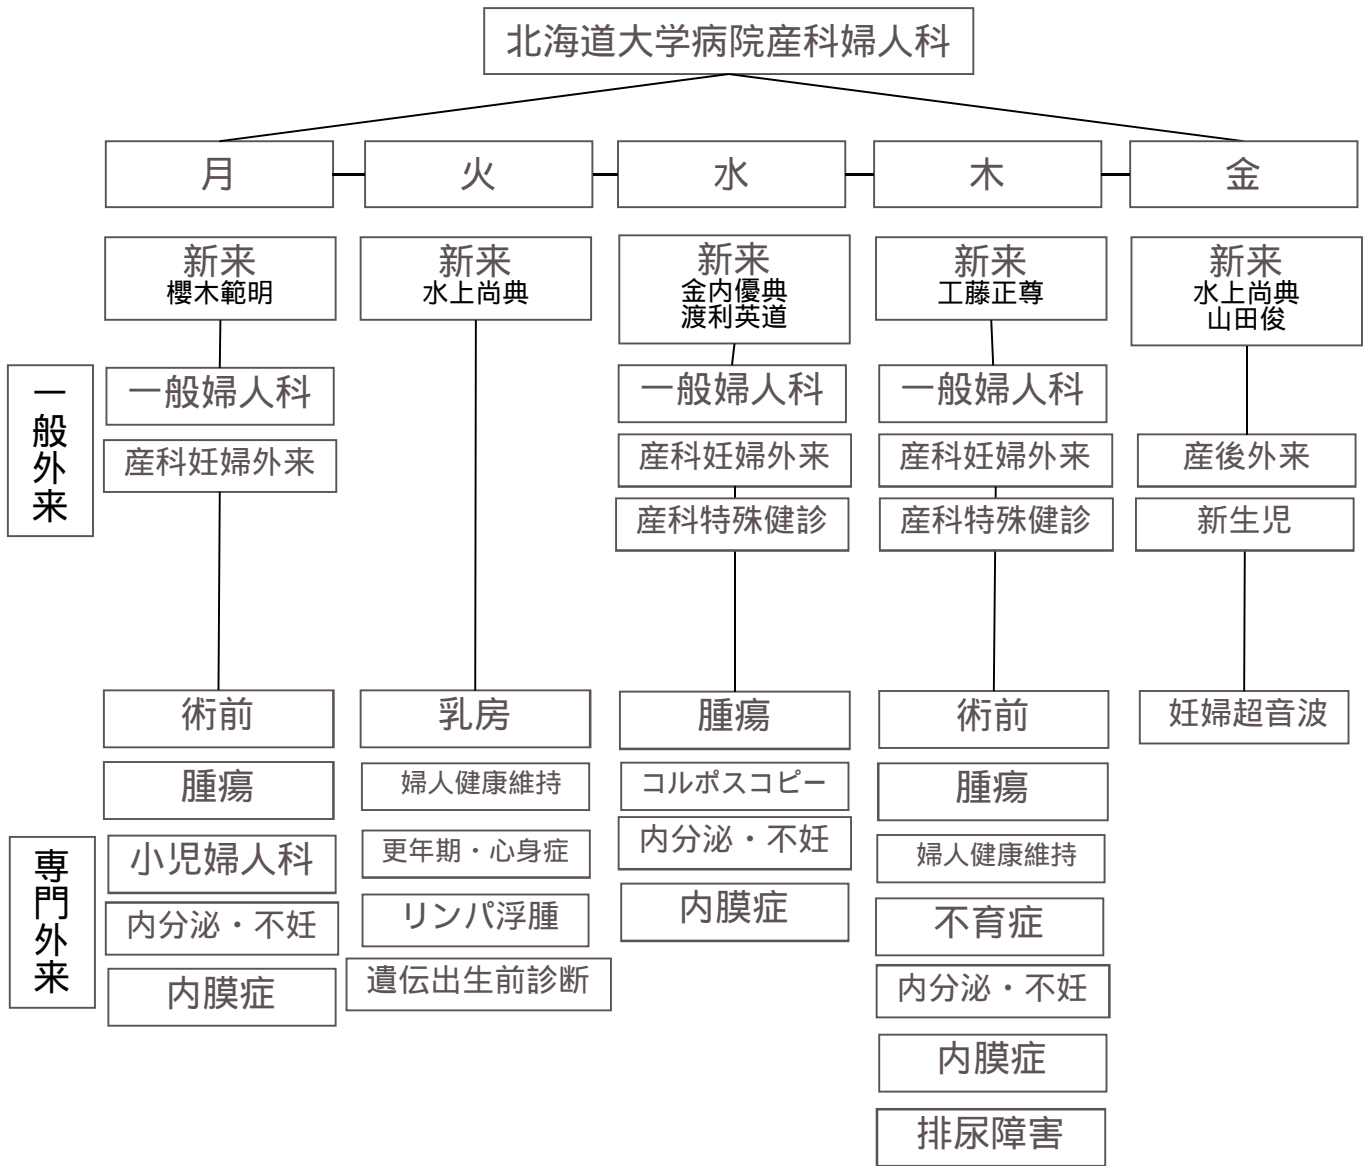 北海道大学病院産科婦人科
月
火
水
木
金
新来
櫻木範明
新来
水上尚典
新来
金内優典
渡利英道
新来
工藤正尊
新来
水上尚典
山田俊
一般外来
一般婦人科
一般婦人科
一般婦人科
産科妊婦外来
産科妊婦外来
産科妊婦外来
産後外来
産科特殊健診
産科特殊健診
新生児
専門外来
術前
乳房
腫瘍
術前
妊婦超音波
腫瘍
婦人健康維持
コルポスコピー
腫瘍
小児婦人科
更年期・心身症
内分泌・不妊
婦人健康維持
内分泌・不妊
リンパ浮腫
内膜症
不育症
内膜症
遺伝出生前診断
内分泌・不妊
内膜症
排尿障害